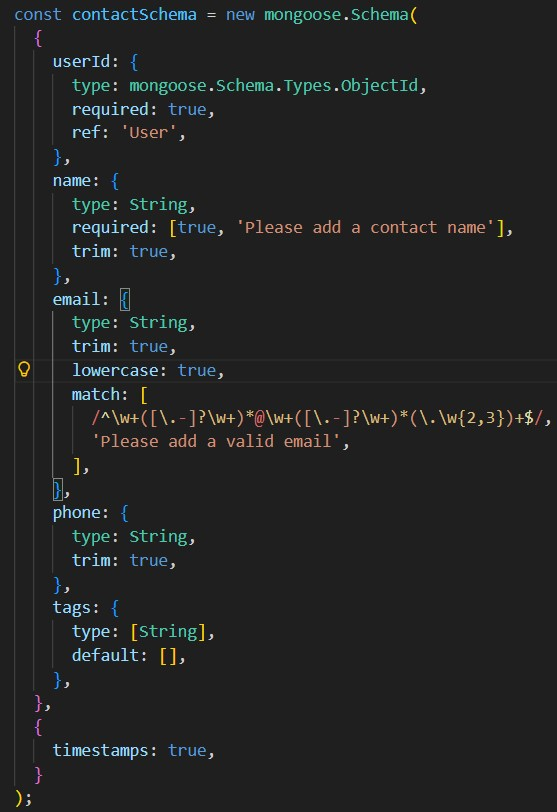 const contactSchema = new mongoose.Schema(
  {
    userId: {
      type: mongoose.Schema.Types.ObjectId,
      required: true,
      ref: 'User',
    },
    name: {
      type: String,
      required: [true, 'Please add a contact name'],
      trim: true,
    },
    email: {
      type: String,
      trim: true,
      lowercase: true,
      match: [
        /^\w+([\.-]?\w+)*@\w+([\.-]?\w+)*(\.\w{2,3})+$/,
        'Please add a valid email',
      ],
    },
    phone: {
      type: String,
      trim: true,
    },
    tags: {
      type: [String],
      default: [],
    },
  },
  {
    timestamps: true,
  }
);